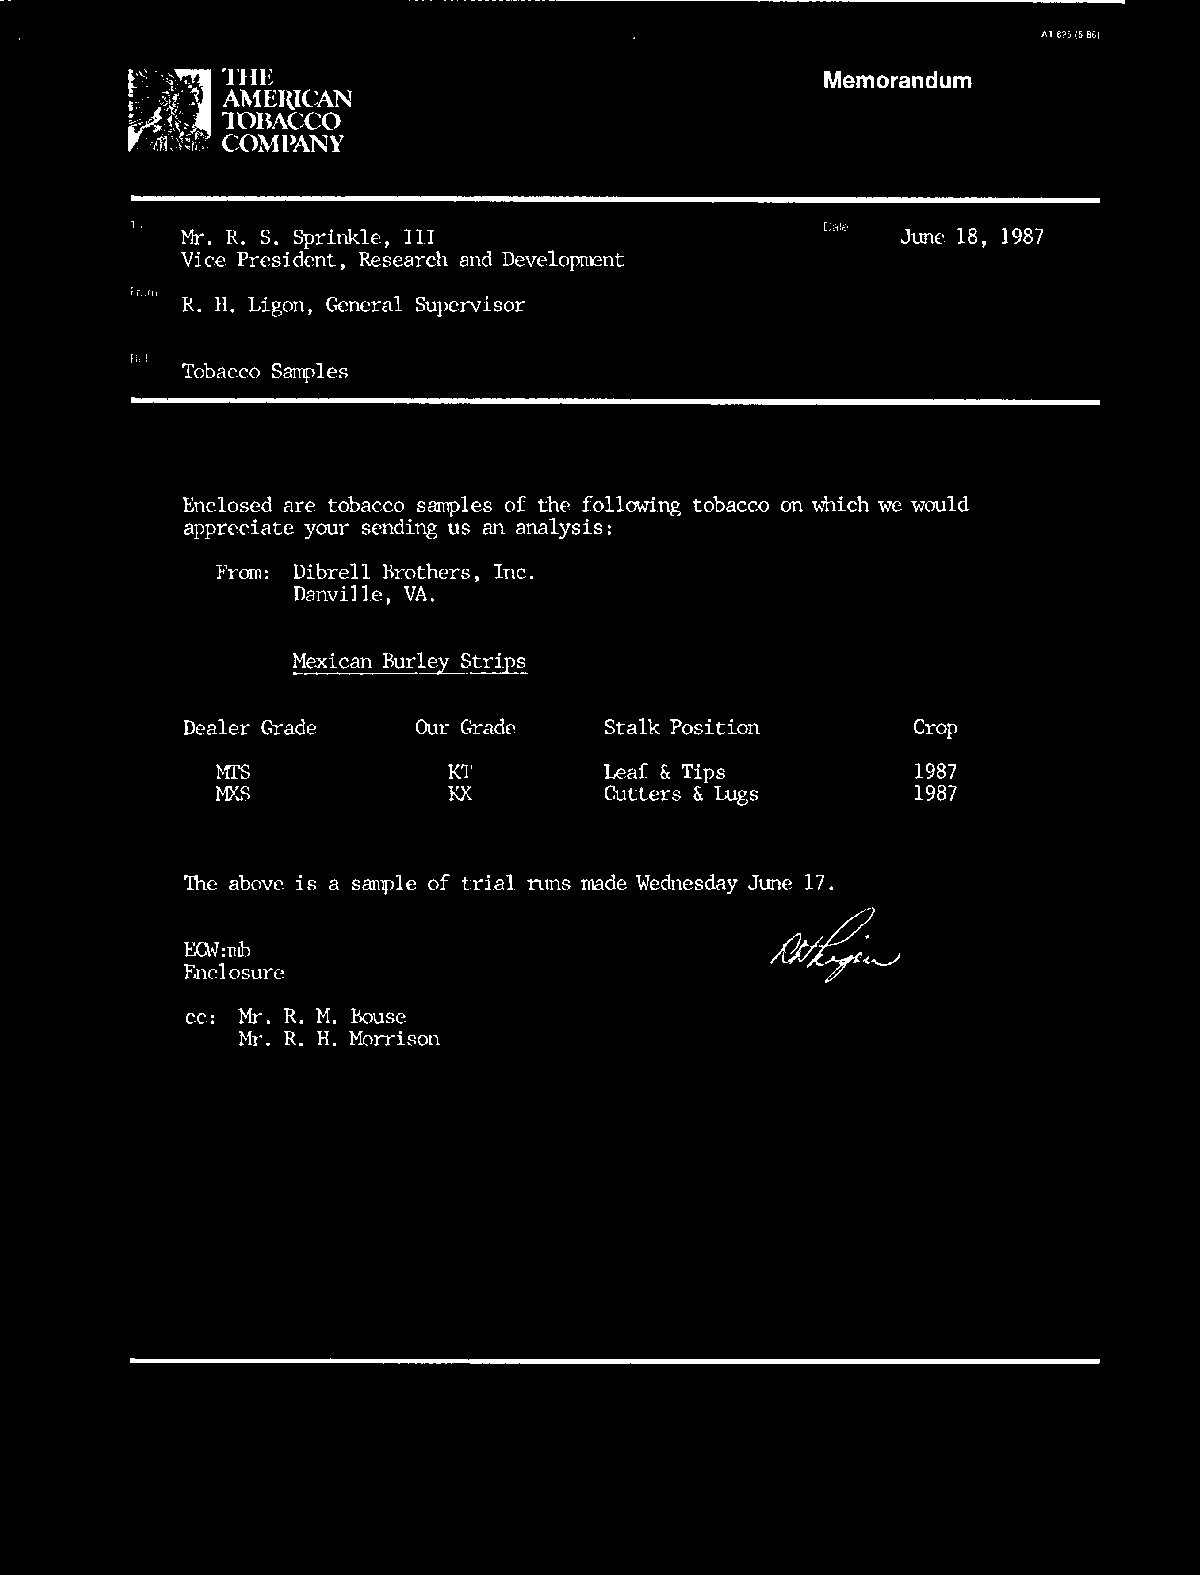 AT 625 (5-86)
THE
AMERICAN
TOBACCO
COMPANY
Memorandum
To
Mr. R. S. Sprinkle, III
Vice President, Research and Development
Date
June 18, 1987
From
R. H. Ligon, General Supervisor
Ref
Tobacco Samples
Enclosed are tobacco samples of the following tobacco on which we would
appreciate your sending us an analysis:
From: Dibrell Brothers, Inc.
Danville, VA.
Mexican Burley Strips
Dealer Grade Our Grade Stalk Position Crop
MTS KT Leaf & Tips 1987
MXS KX Cutters & Lugs 1987
The above is a sample of trial runs made Wednesday June 17.
RHLigon
ECW:mb
Enclosure
cc: Mr. R. M. Bouse
Mr. R. H. Morrison